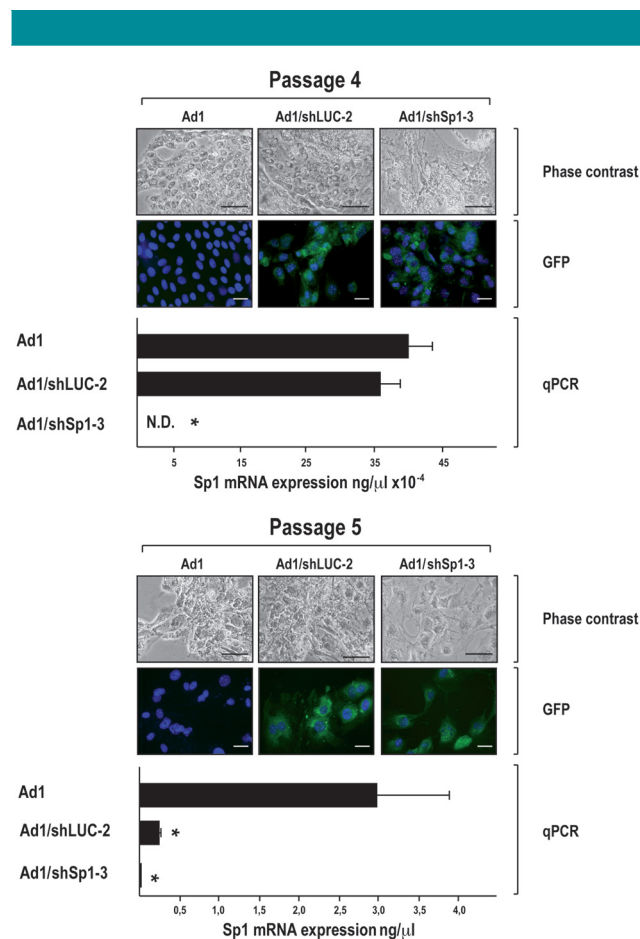 Passage 4
Ad1 Ad1/shLUC-2 Ad1/shSp1-3
Phase contrast
GFP
Ad1
Ad1/shLUC-2
qPCR
Ad1/shSp1-3 N.D. *
5 15 25 35 45
Sp1 mRNA expression ng/µl x10⁻⁴
Passage 5
Ad1 Ad1/shLUC-2 Ad1/shSp1-3
Phase contrast
GFP
Ad1
Ad1/shLUC-2 *
qPCR
Ad1/shSp1-3 *
0,5 1,0 1,5 2,0 2,5 3,0 3,5 4,0
Sp1 mRNA expression ng/µl